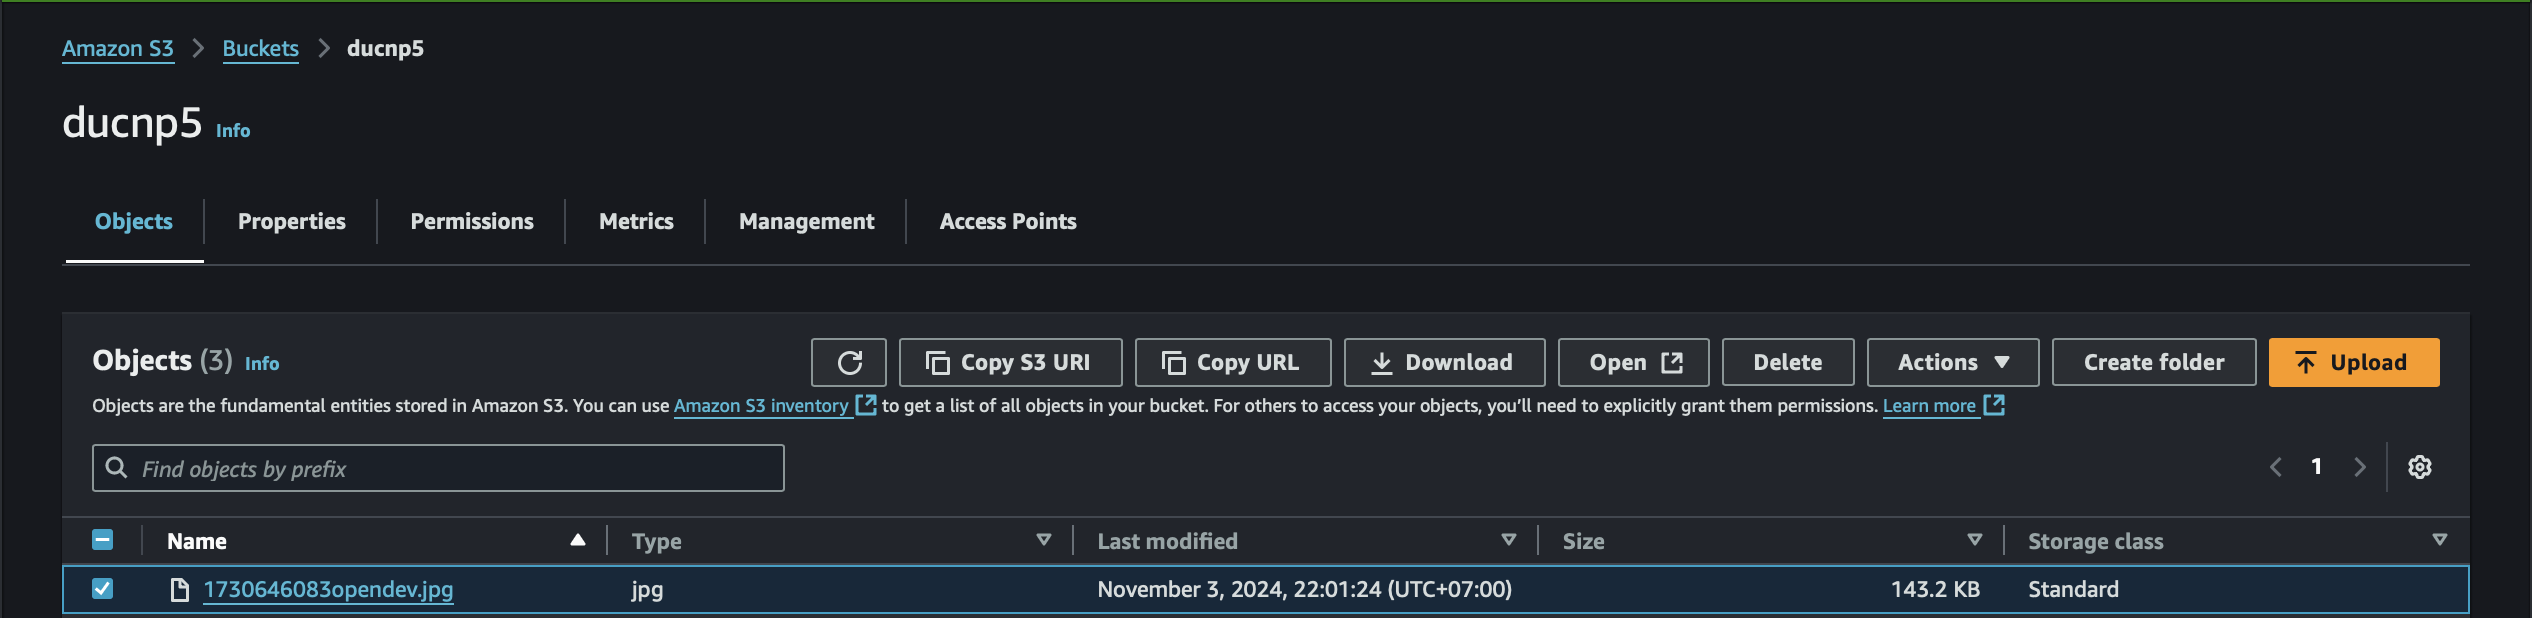 Amazon S3 > Buckets > ducnp5
ducnp5 Info
Objects Properties Permissions Metrics Management Access Points
Objects (3) Info Copy S3 URI Copy URL Download Open Delete Actions Create folder Upload
Objects are the fundamental entities stored in Amazon S3. You can use Amazon S3 inventory to get a list of all objects in your bucket. For others to access your objects, you’ll need to explicitly grant them permissions. Learn more
Find objects by prefix 1
Name Type Last modified Size Storage class
1730646083opendev.jpg jpg November 3, 2024, 22:01:24 (UTC+07:00) 143.2 KB Standard